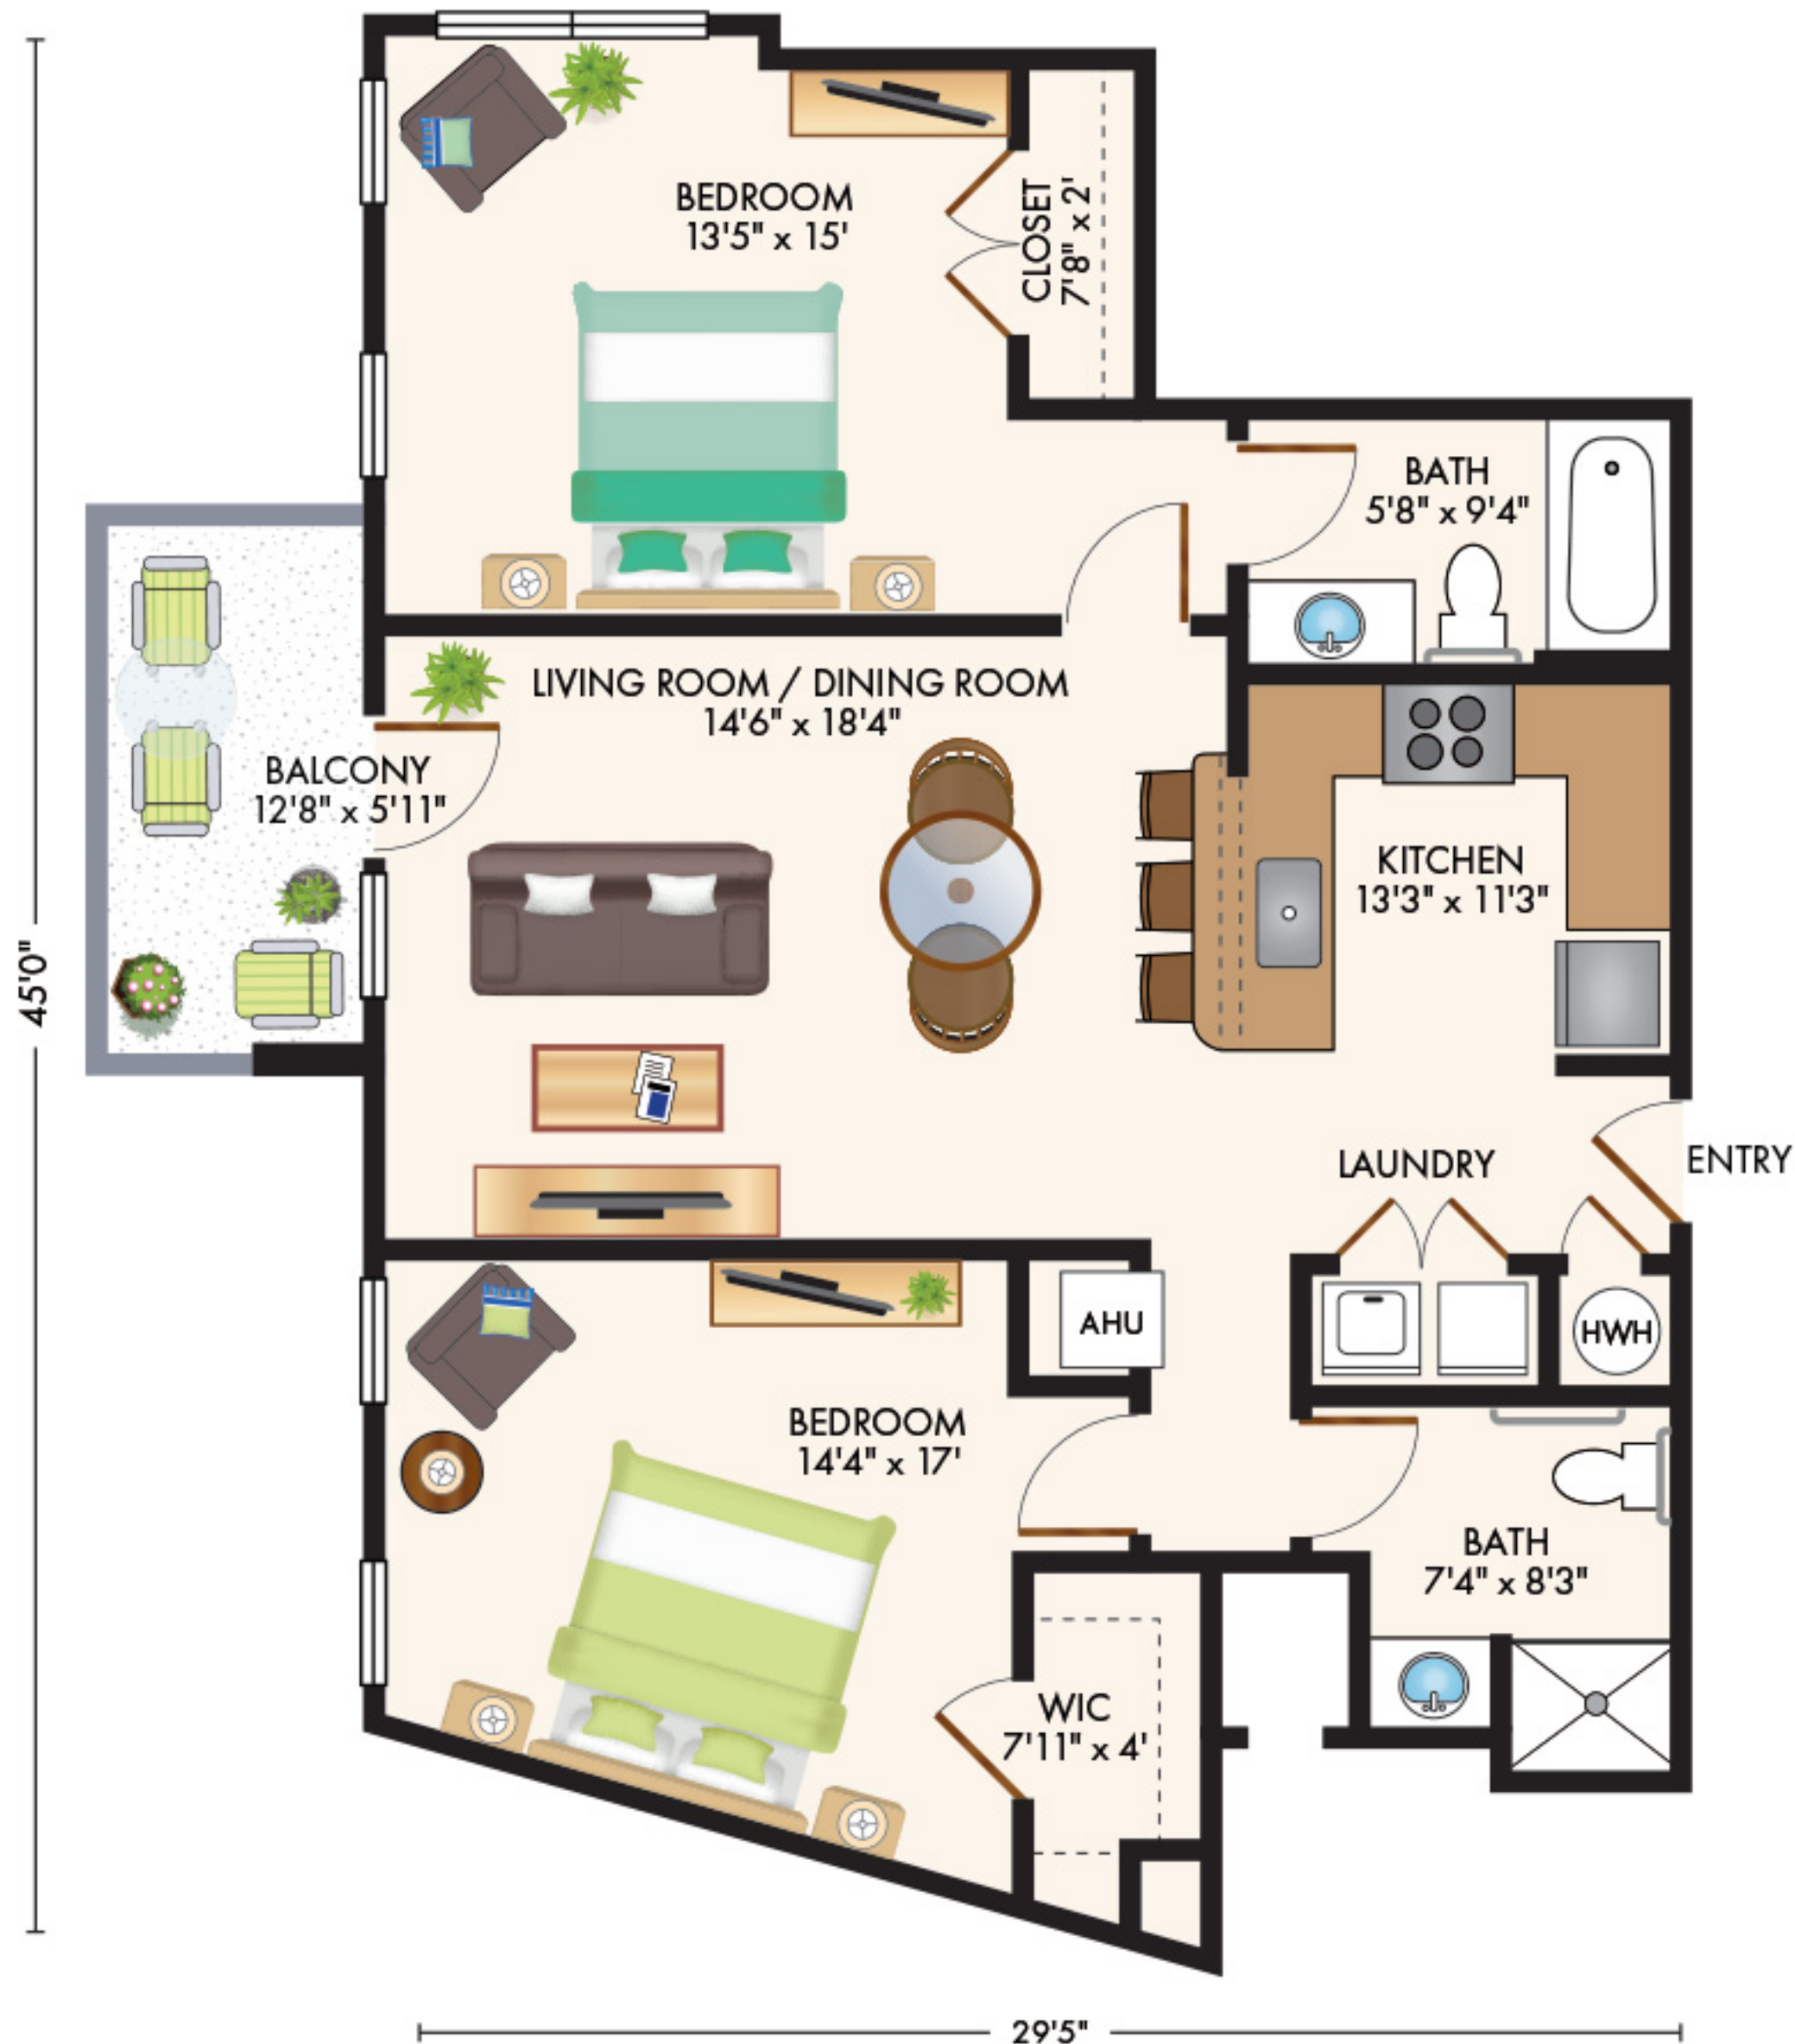 BEDROOM
13'5" x 15'
CLOSET
7'8" x 2'
BATH
5'8" x 9'4"
LIVING ROOM / DINING ROOM
14'6" x 18'4"
BALCONY
12'8" x 5'11"
KITCHEN
13'3" x 11'3"
45'0"
LAUNDRY
ENTRY
AHU
HWH
BEDROOM
14'4" x 17'
BATH
7'4" x 8'3"
WIC
7'11" x 4'
29'5"